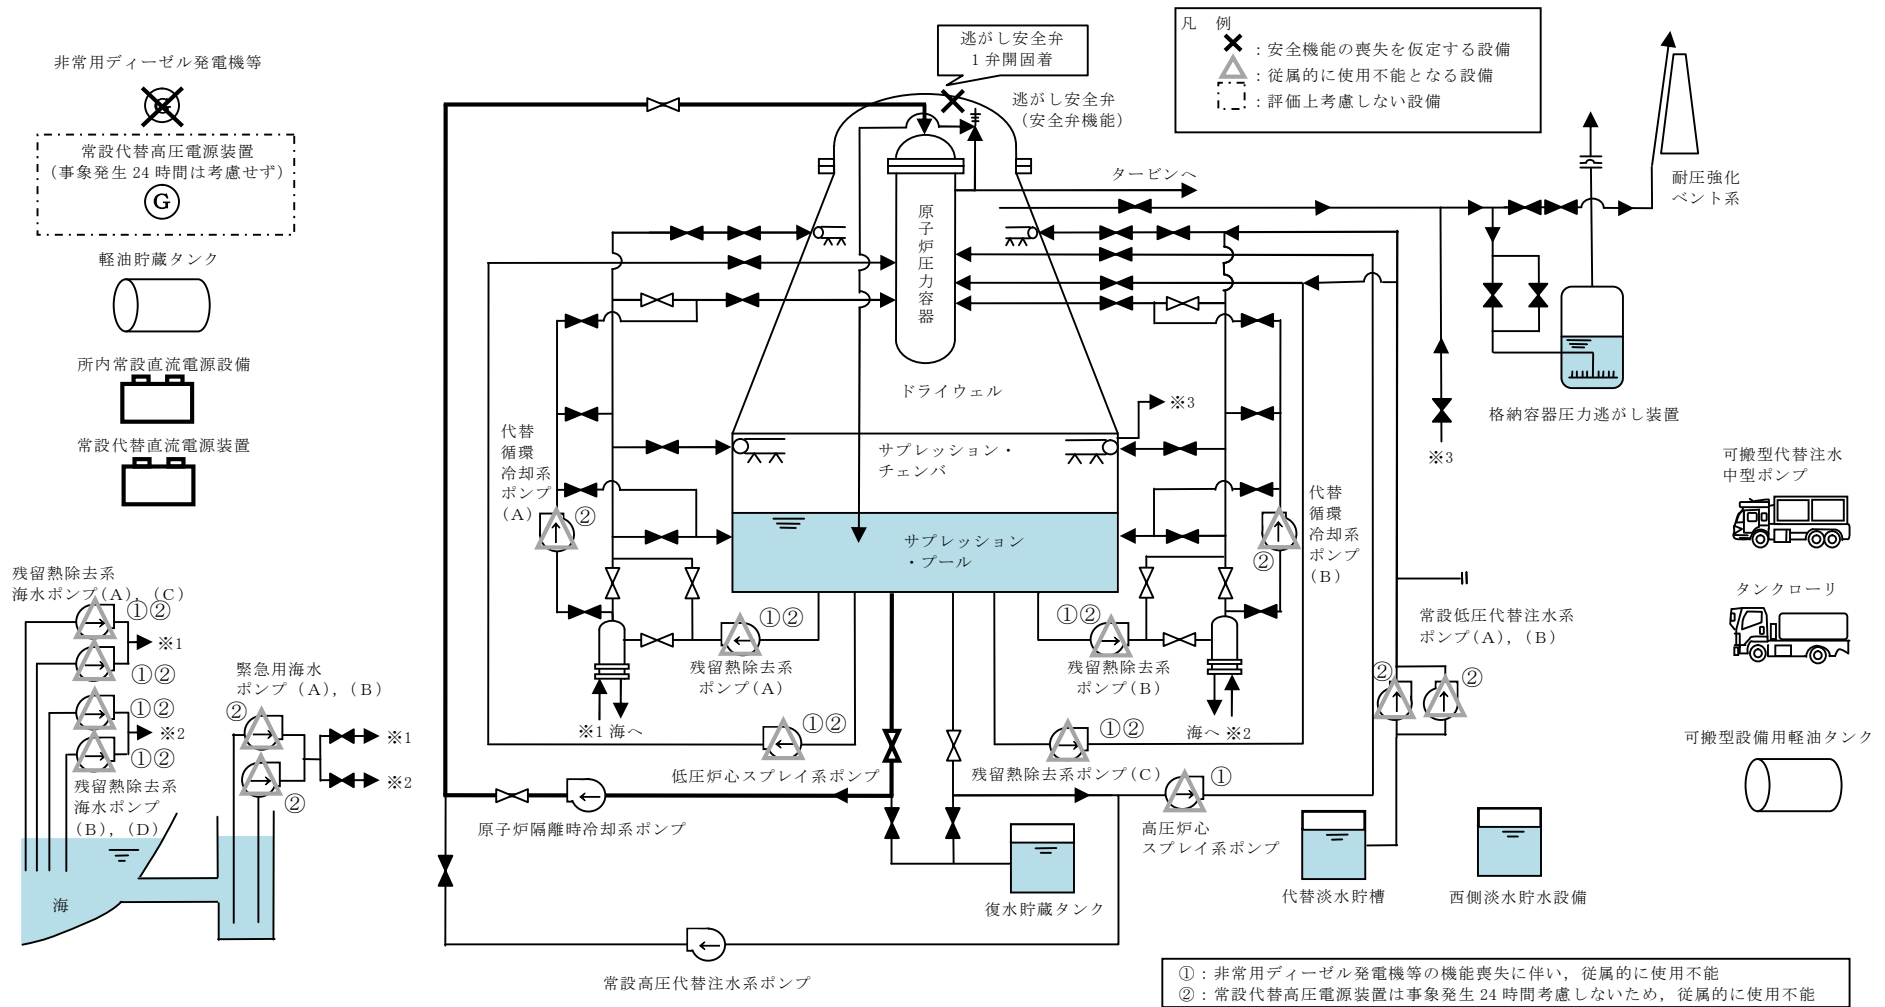 非常用ディーゼル発電機等
G
常設代替高圧電源装置
（事象発生 24 時間は考慮せず）
G
軽油貯蔵タンク
所内常設直流電源設備
常設代替直流電源装置
残留熱除去系
海水ポンプ(A)，(C)
①②
※1
①②
①②
※2
①②
残留熱除去系
海水ポンプ
(B)，(D)
緊急用海水
ポンプ (A)，(B)
②
※1
※2
②
海
逃がし安全弁
1 弁開固着
逃がし安全弁
（安全弁機能）
原子炉圧力容器
タービンへ
ドライウェル
※3
サプレッション・
チェンバ
サプレッション
・プール
代替
循環
冷却系
ポンプ
(A)
②
代替
循環
冷却系
ポンプ
(B)
②
①②
残留熱除去系
ポンプ(A)
※1 海へ
①②
低圧炉心スプレイ系ポンプ
①②
残留熱除去系
ポンプ(B)
海へ ※2
①②
残留熱除去系ポンプ(C)
原子炉隔離時冷却系ポンプ
①
高圧炉心
スプレイ系ポンプ
復水貯蔵タンク
常設高圧代替注水系ポンプ
常設低圧代替注水系
ポンプ(A)，(B)
②
②
代替淡水貯槽
西側淡水貯水設備
凡 例
：安全機能の喪失を仮定する設備
：従属的に使用不能となる設備
：評価上考慮しない設備
耐圧強化
ベント系
格納容器圧力逃がし装置
※3
可搬型代替注水
中型ポンプ
タンクローリ
可搬型設備用軽油タンク
①：非常用ディーゼル発電機等の機能喪失に伴い，従属的に使用不能
②：常設代替高圧電源装置は事象発生 24 時間考慮しないため，従属的に使用不能